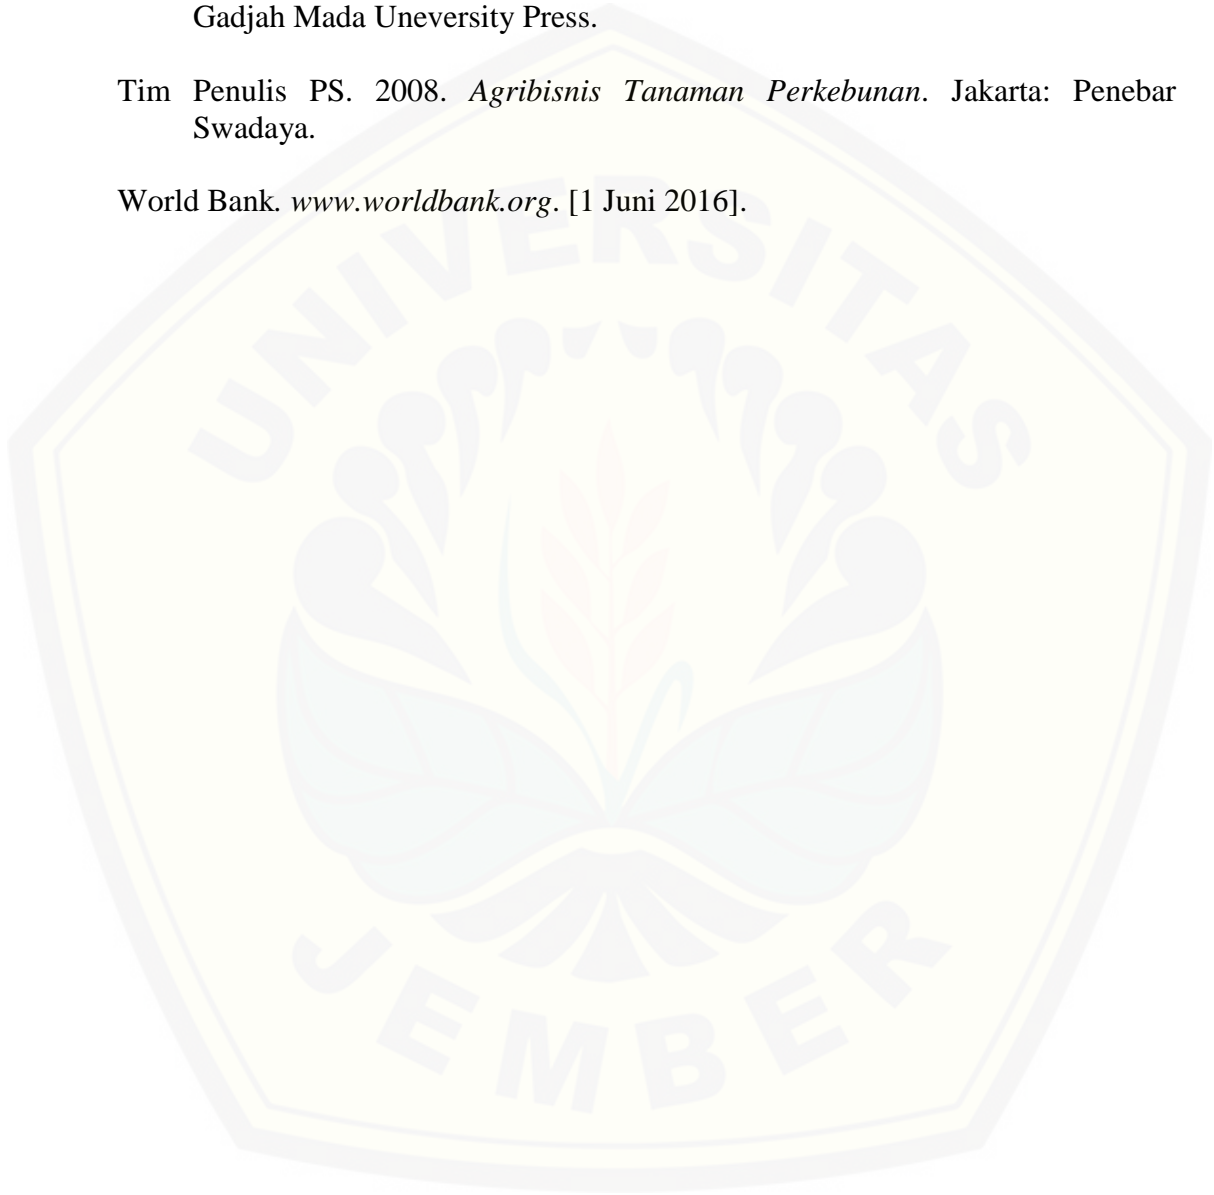 Gadjah Mada Uneversity Press.
Tim Penulis PS. 2008. Agribisnis Tanaman Perkebunan. Jakarta: Penebar
Swadaya.
World Bank. www.worldbank.org. [1 Juni 2016].
UNIVERSITAS
JEMBER